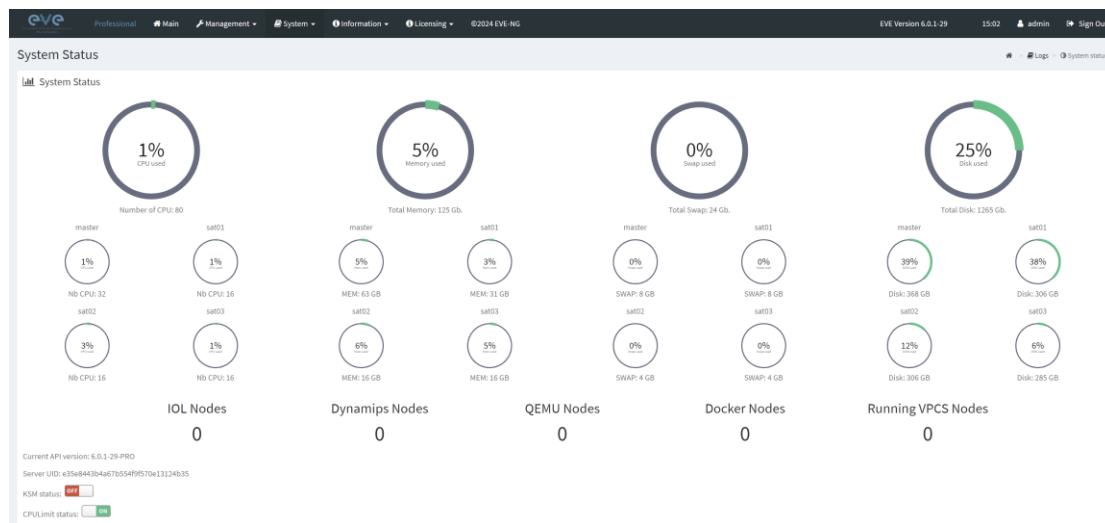 eve
Professional Main Management System Information Licensing ©2024 EVE-NG EVE Version 6.0.1-29 15:02 admin Sign Ou
System Status
Logs System statu
System Status
1%
CPU used
Number of CPU: 80
5%
Memory used
Total Memory: 125 Gb.
0%
Swap used
Total Swap: 24 Gb.
25%
Disk used
Total Disk: 1265 Gb.
master sat01 master sat01 master sat01 master sat01
1% 1% 5% 3% 0% 0% 39% 38%
Nb CPU: 32 Nb CPU: 16 MEM: 63 GB MEM: 31 GB SWAP: 8 GB SWAP: 8 GB Disk: 368 GB Disk: 306 GB
sat02 sat03 sat02 sat03 sat02 sat03 sat02 sat03
3% 1% 6% 5% 0% 0% 12% 6%
Nb CPU: 16 Nb CPU: 16 MEM: 16 GB MEM: 16 GB SWAP: 4 GB SWAP: 4 GB Disk: 306 GB Disk: 285 GB
IOL Nodes Dynamips Nodes QEMU Nodes Docker Nodes Running VPCS Nodes
0 0 0 0 0
Current API version: 6.0.1-29-PRO
Server UID: e35e8443b4a67b554f9f570e13124b35
KSM status: OFF
CPULimit status: ON